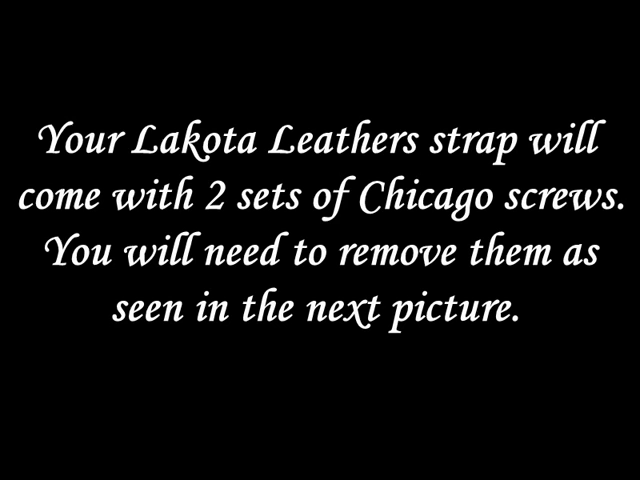 Your Lakota Leathers strap will
come with 2 sets of Chicago screws.
You will need to remove them as
seen in the next picture.